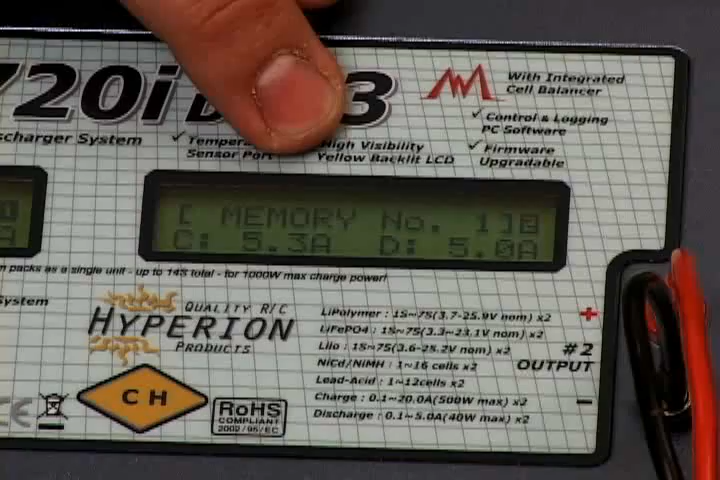 720i
3
With Integrated
Cell Balancer
✓ Control & Logging
PC Software
✓ Firmware
Upgradable
scharger System
✓ Tempera
Sensor Port
High Visibility
Yellow Backlit LCD
[ MEMORY No. 1]2
C: 5.3A D: 5.0A
m packs as a single unit - up to 14S total - for 1000W max charge power!
System
QUALITY R/C
HYPERION
PRODUCTS
CH
CE
RoHS
COMPLIANT
2002/95/EC
LiPolymer : 1S~7S(3.7-25.9V nom) x2
LiFePO4 : 1S~7S(3.3~23.1V nom) x2
LiIo : 1S~7S(3.6-25.2V nom) x2
NiCd/NiMH : 1~16 cells x2
Lead-Acid : 1~12cells x2
Charge : 0.1~20.0A(500W max) x2
Discharge : 0.1~5.0A(40W max) x2
+
#2
OUTPUT
−